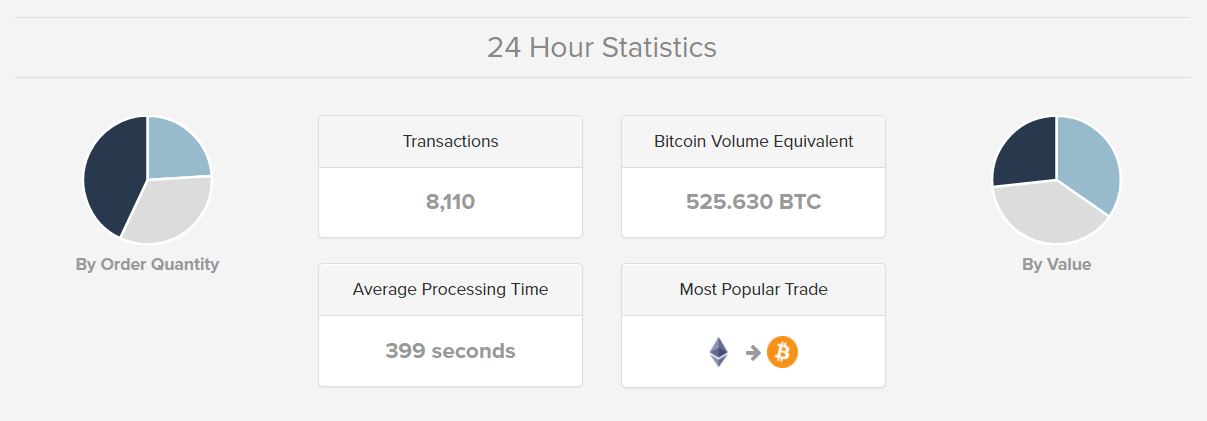 24 Hour Statistics
Transactions
8,110
Bitcoin Volume Equivalent
525.630 BTC
By Order Quantity
By Value
Average Processing Time
399 seconds
Most Popular Trade